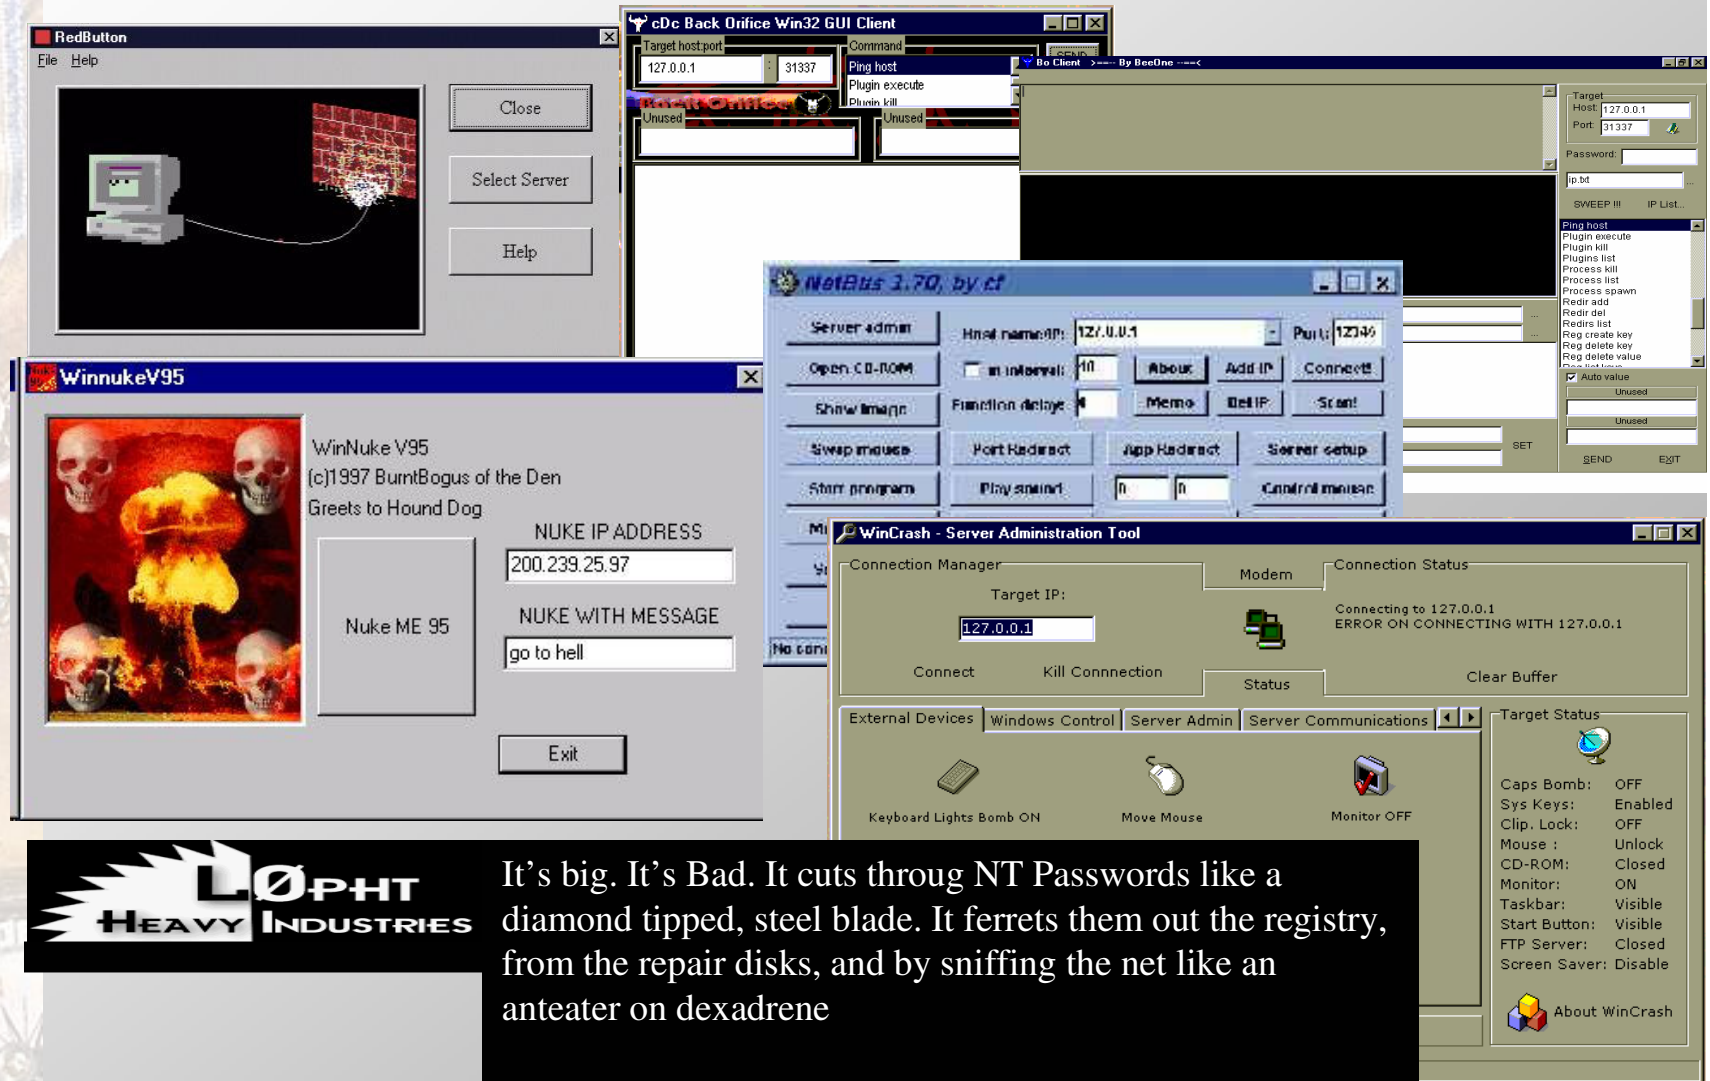 RedButton
File Help
Close
Select Server
Help
cDc Back Orifice Win32 GUI Client
Target host:port
Command
127.0.0.1 : 31337
Ping host
Plugin execute
Plugin kill
SEND
Back Orifice
Unused
Unused
Bo Client >---- By BeeOne ----<
Target
Host: 127.0.0.1
Port: 31337
Password:
ip.txt
...
SWEEP !!! IP List...
Ping host
Plugin execute
Plugin kill
Plugins list
Process kill
Process list
Process spawn
Redir add
Redir del
Redirs list
Reg create key
Reg delete key
Reg delete value
Auto value
Unused
Unused
SET
SEND EXIT
NetBus 1.70, by cf
Server admin
Host name/IP: 127.0.0.1
Port: 12345
Open CD-ROM
in interval: 10
About
Add IP
Connect!
Show image
Function delay:
Memo
Del IP
Scan!
Swap mouse
Port Redirect
App Redirect
Server setup
Start program
Play sound
0 0
Control mouse
No conn
WinnukeV95
WinNuke V95
(c)1997 BurntBogus of the Den
Greets to Hound Dog
NUKE IP ADDRESS
200.239.25.97
Nuke ME 95
NUKE WITH MESSAGE
go to hell
Exit
WinCrash - Server Administration Tool
Connection Manager
Modem
Connection Status
Target IP:
127.0.0.1
Connecting to 127.0.0.1
ERROR ON CONNECTING WITH 127.0.0.1
Connect Kill Connnection
Status
Clear Buffer
External Devices Windows Control Server Admin Server Communications
Keyboard Lights Bomb ON
Move Mouse
Monitor OFF
Target Status
Caps Bomb: OFF
Sys Keys: Enabled
Clip. Lock: OFF
Mouse : Unlock
CD-ROM: Closed
Monitor: ON
Taskbar: Visible
Start Button: Visible
FTP Server: Closed
Screen Saver: Disable
About WinCrash
LØPHT
HEAVY INDUSTRIES
It’s big. It’s Bad. It cuts throug NT Passwords like a
diamond tipped, steel blade. It ferrets them out the registry,
from the repair disks, and by sniffing the net like an
anteater on dexadrene